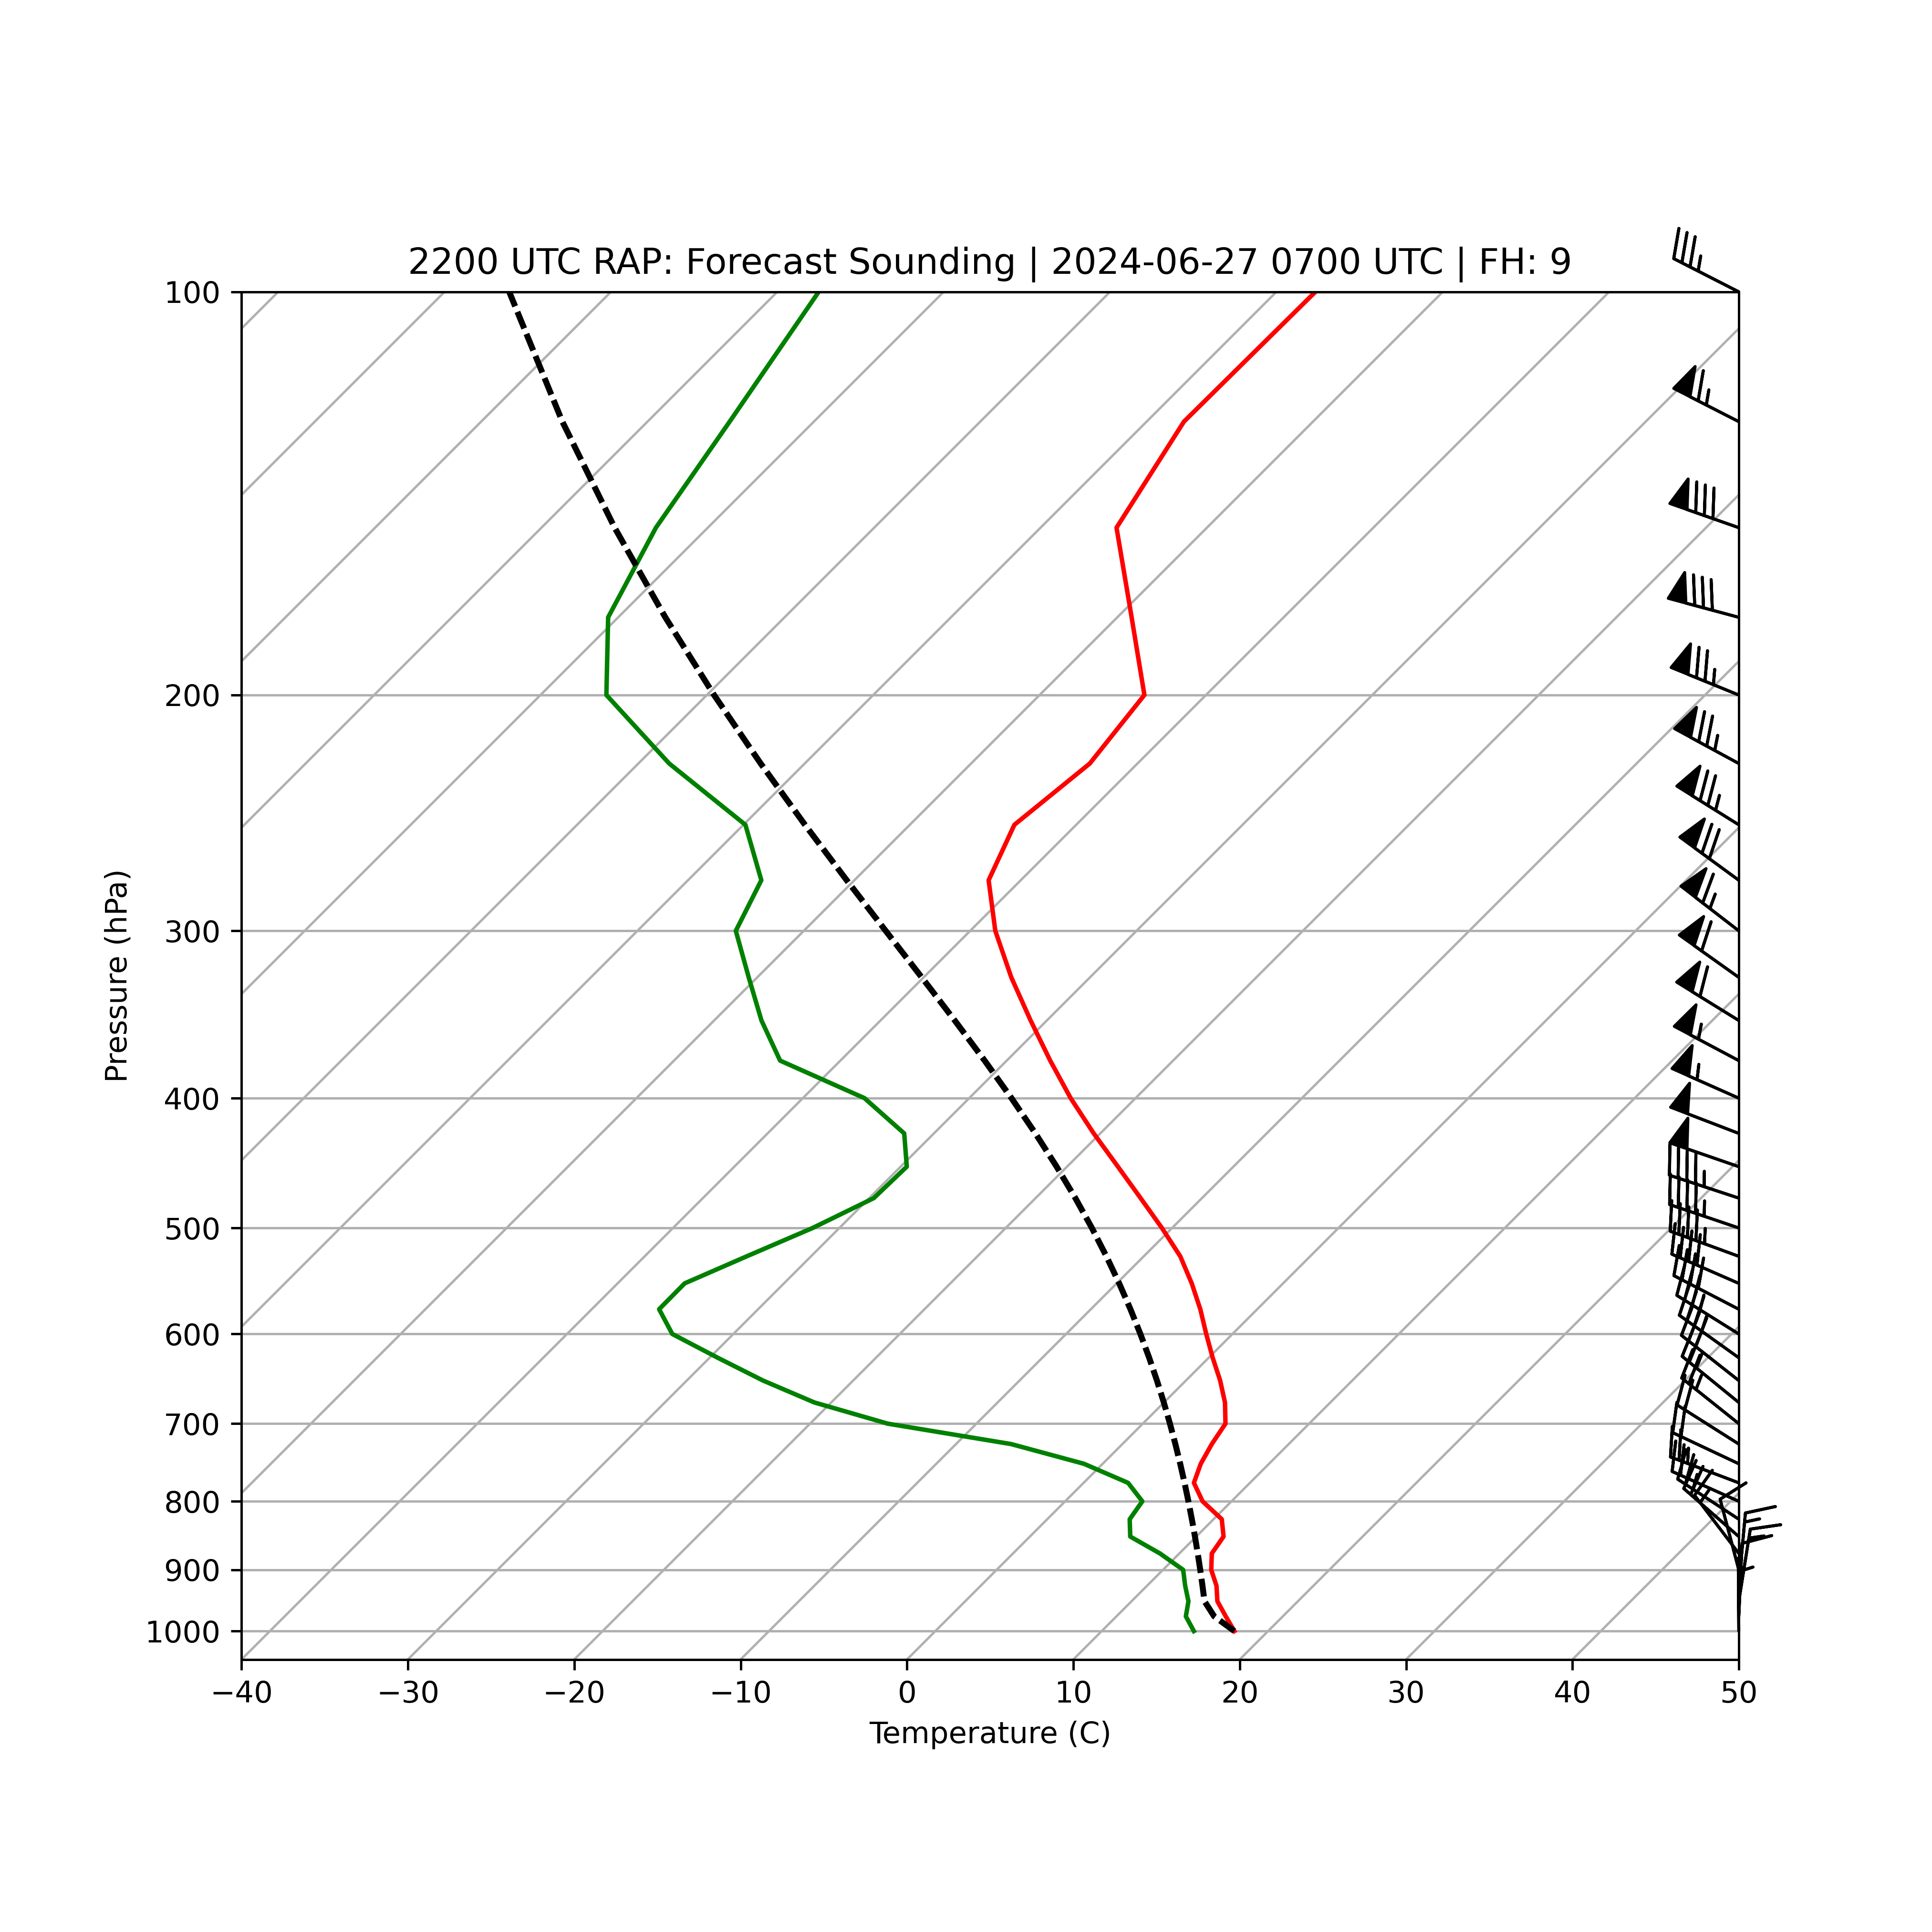 2200 UTC RAP: Forecast Sounding | 2024-06-27 0700 UTC | FH: 9
100
200
300
400
500
600
700
800
900
1000
Pressure (hPa)
−40 −30 −20 −10 0 10 20 30 40 50
Temperature (C)